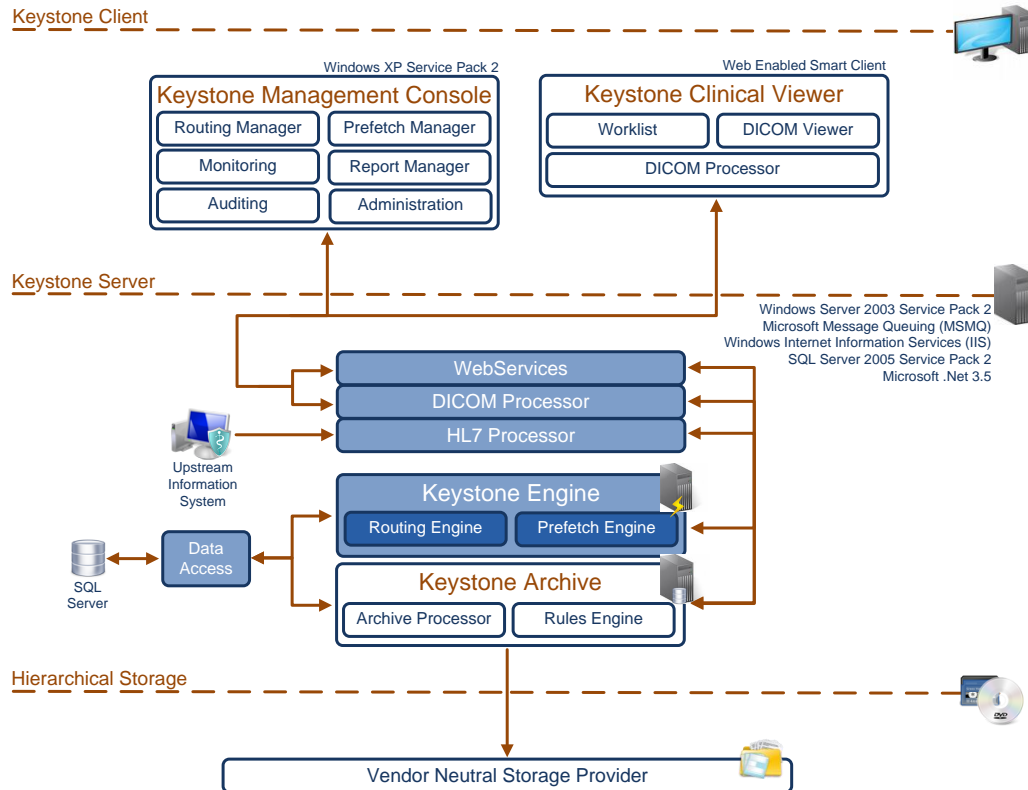 Keystone Client
Windows XP Service Pack 2
Web Enabled Smart Client
Keystone Management Console
Routing Manager
Prefetch Manager
Monitoring
Report Manager
Auditing
Administration
Keystone Clinical Viewer
Worklist
DICOM Viewer
DICOM Processor
Keystone Server
Windows Server 2003 Service Pack 2
Microsoft Message Queuing (MSMQ)
Windows Internet Information Services (IIS)
SQL Server 2005 Service Pack 2
Microsoft .Net 3.5
WebServices
DICOM Processor
HL7 Processor
Upstream
Information
System
Keystone Engine
Routing Engine
Prefetch Engine
Data
Access
SQL
Server
Keystone Archive
Archive Processor
Rules Engine
Hierarchical Storage
DVD
Vendor Neutral Storage Provider